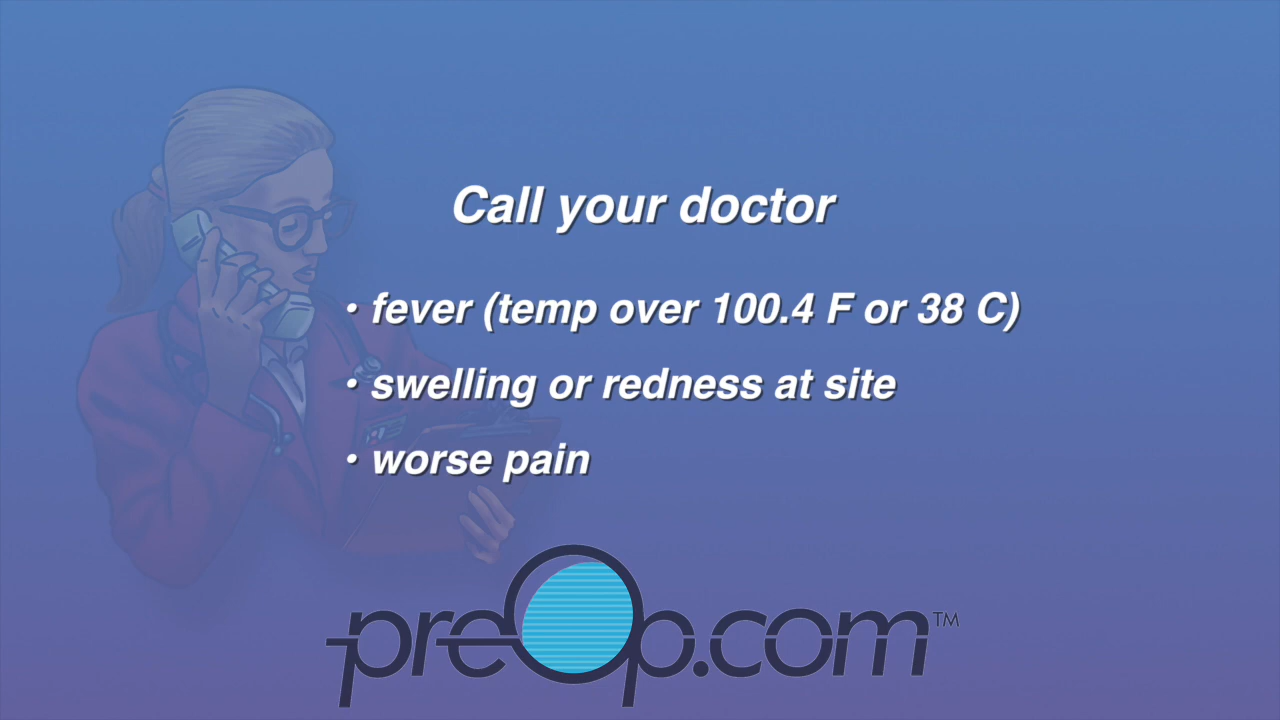 Call your doctor
• fever (temp over 100.4 F or 38 C)
• swelling or redness at site
• worse pain
preOp.com™